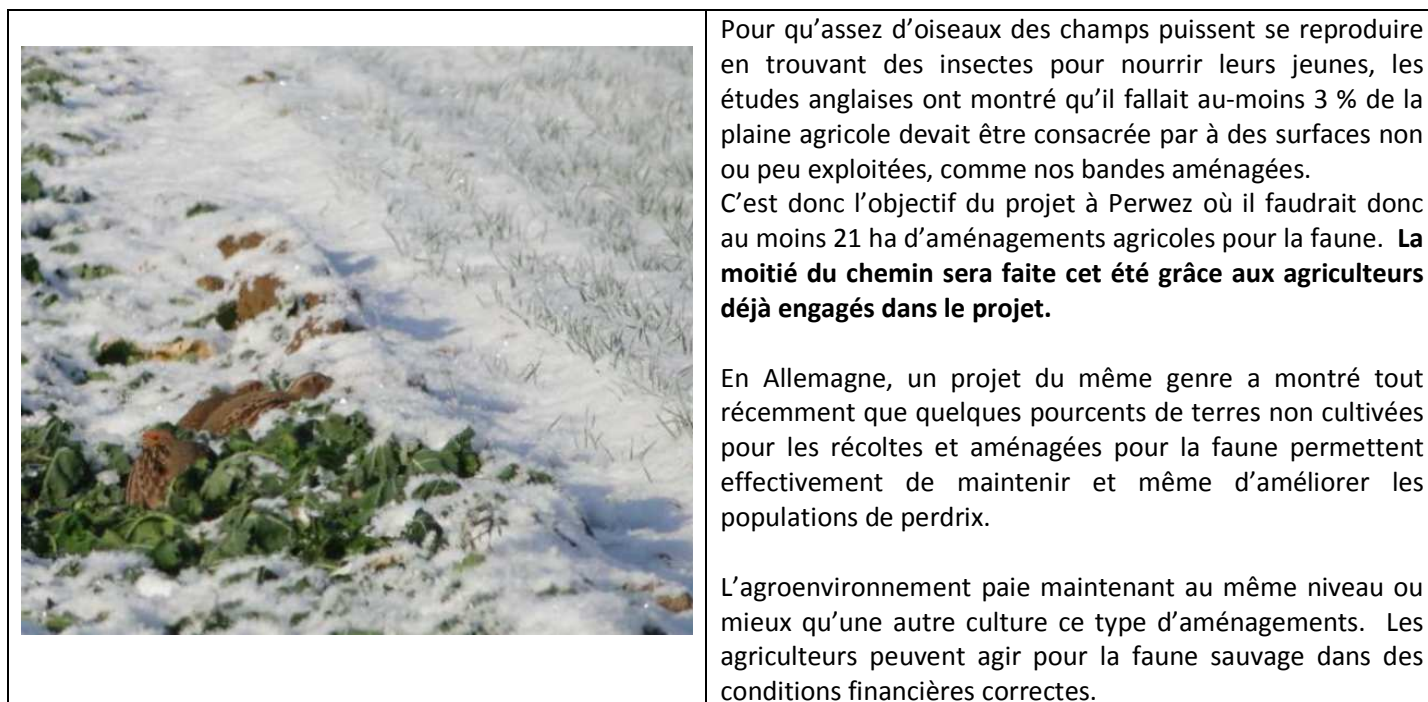 Pour qu’assez d’oiseaux des champs puissent se reproduire
en trouvant des insectes pour nourrir leurs jeunes, les
études anglaises ont montré qu’il fallait au-moins 3 % de la
plaine agricole devait être consacrée par à des surfaces non
ou peu exploitées, comme nos bandes aménagées.
C’est donc l’objectif du projet à Perwez où il faudrait donc
au moins 21 ha d’aménagements agricoles pour la faune. La
moitié du chemin sera faite cet été grâce aux agriculteurs
déjà engagés dans le projet.
En Allemagne, un projet du même genre a montré tout
récemment que quelques pourcents de terres non cultivées
pour les récoltes et aménagées pour la faune permettent
effectivement de maintenir et même d’améliorer les
populations de perdrix.
L’agroenvironnement paie maintenant au même niveau ou
mieux qu’une autre culture ce type d’aménagements. Les
agriculteurs peuvent agir pour la faune sauvage dans des
conditions financières correctes.